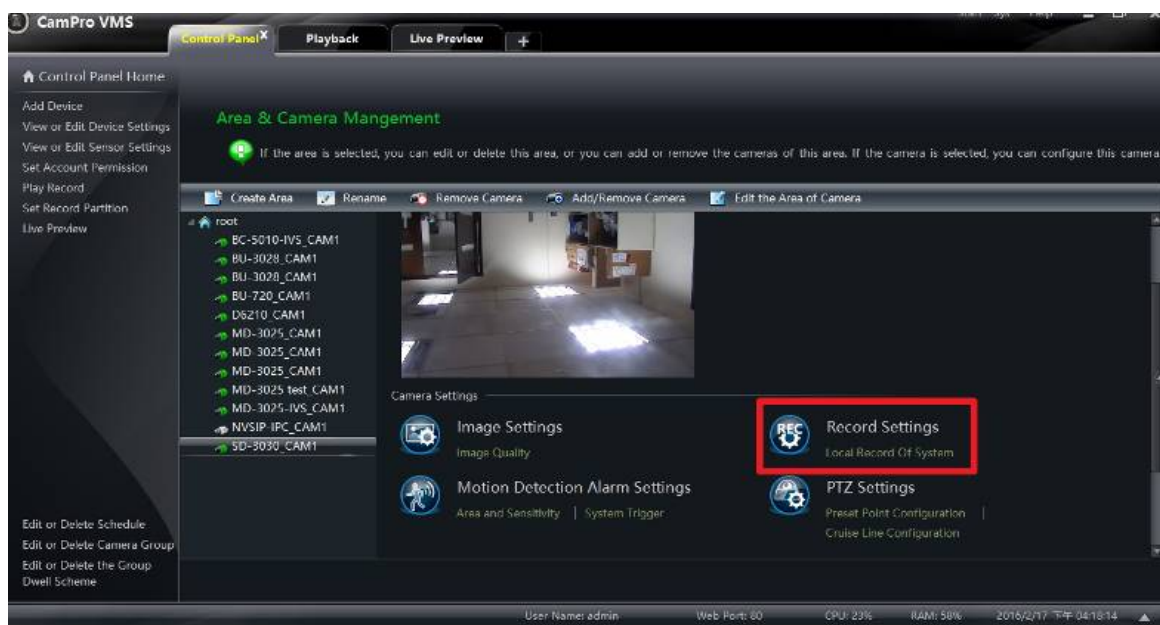 CamPro VMS
Control Panel X Playback Live Preview +
Control Panel Home
Add Device
View or Edit Device Settings
View or Edit Sensor Settings
Set Account Permission
Play Record
Set Record Partition
Live Preview
Area & Camera Mangement
If the area is selected, you can edit or delete this area, or you can add or remove the cameras of this area. If the camera is selected, you can configure this camera
Create Area Rename Remove Camera Add/Remove Camera Edit the Area of Camera
root
BC-5010-IVS_CAM1
BU-3028_CAM1
BU-3028_CAM1
BU-720_CAM1
D6210_CAM1
MD-3025_CAM1
MD-3025_CAM1
MD-3025_CAM1
MD-3025 test_CAM1
MD-3025-IVS_CAM1
NVSIP-IPC_CAM1
SD-3030_CAM1
Camera Settings
Image Settings
Image Quality
REC
Record Settings
Local Record Of System
Motion Detection Alarm Settings
Area and Sensitivity | System Trigger
PTZ Settings
Preset Point Configuration |
Cruise Line Configuration
Edit or Delete Schedule
Edit or Delete Camera Group
Edit or Delete the Group
Dwell Scheme
User Name: admin Web Port: 80 CPU: 23% RAM: 58% 2016/2/17 下午 04:18:14